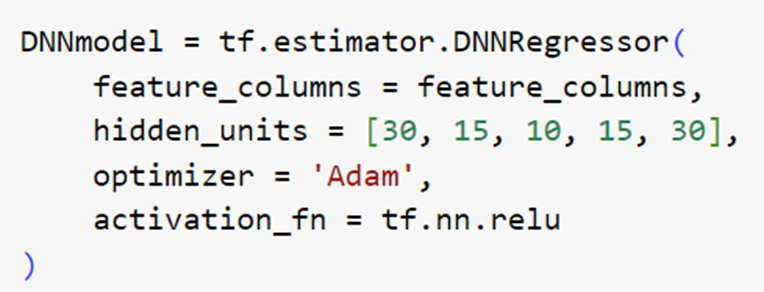 DNNmodel = tf.estimator.DNNRegressor(
    feature_columns = feature_columns,
    hidden_units = [30, 15, 10, 15, 30],
    optimizer = 'Adam',
    activation_fn = tf.nn.relu
)